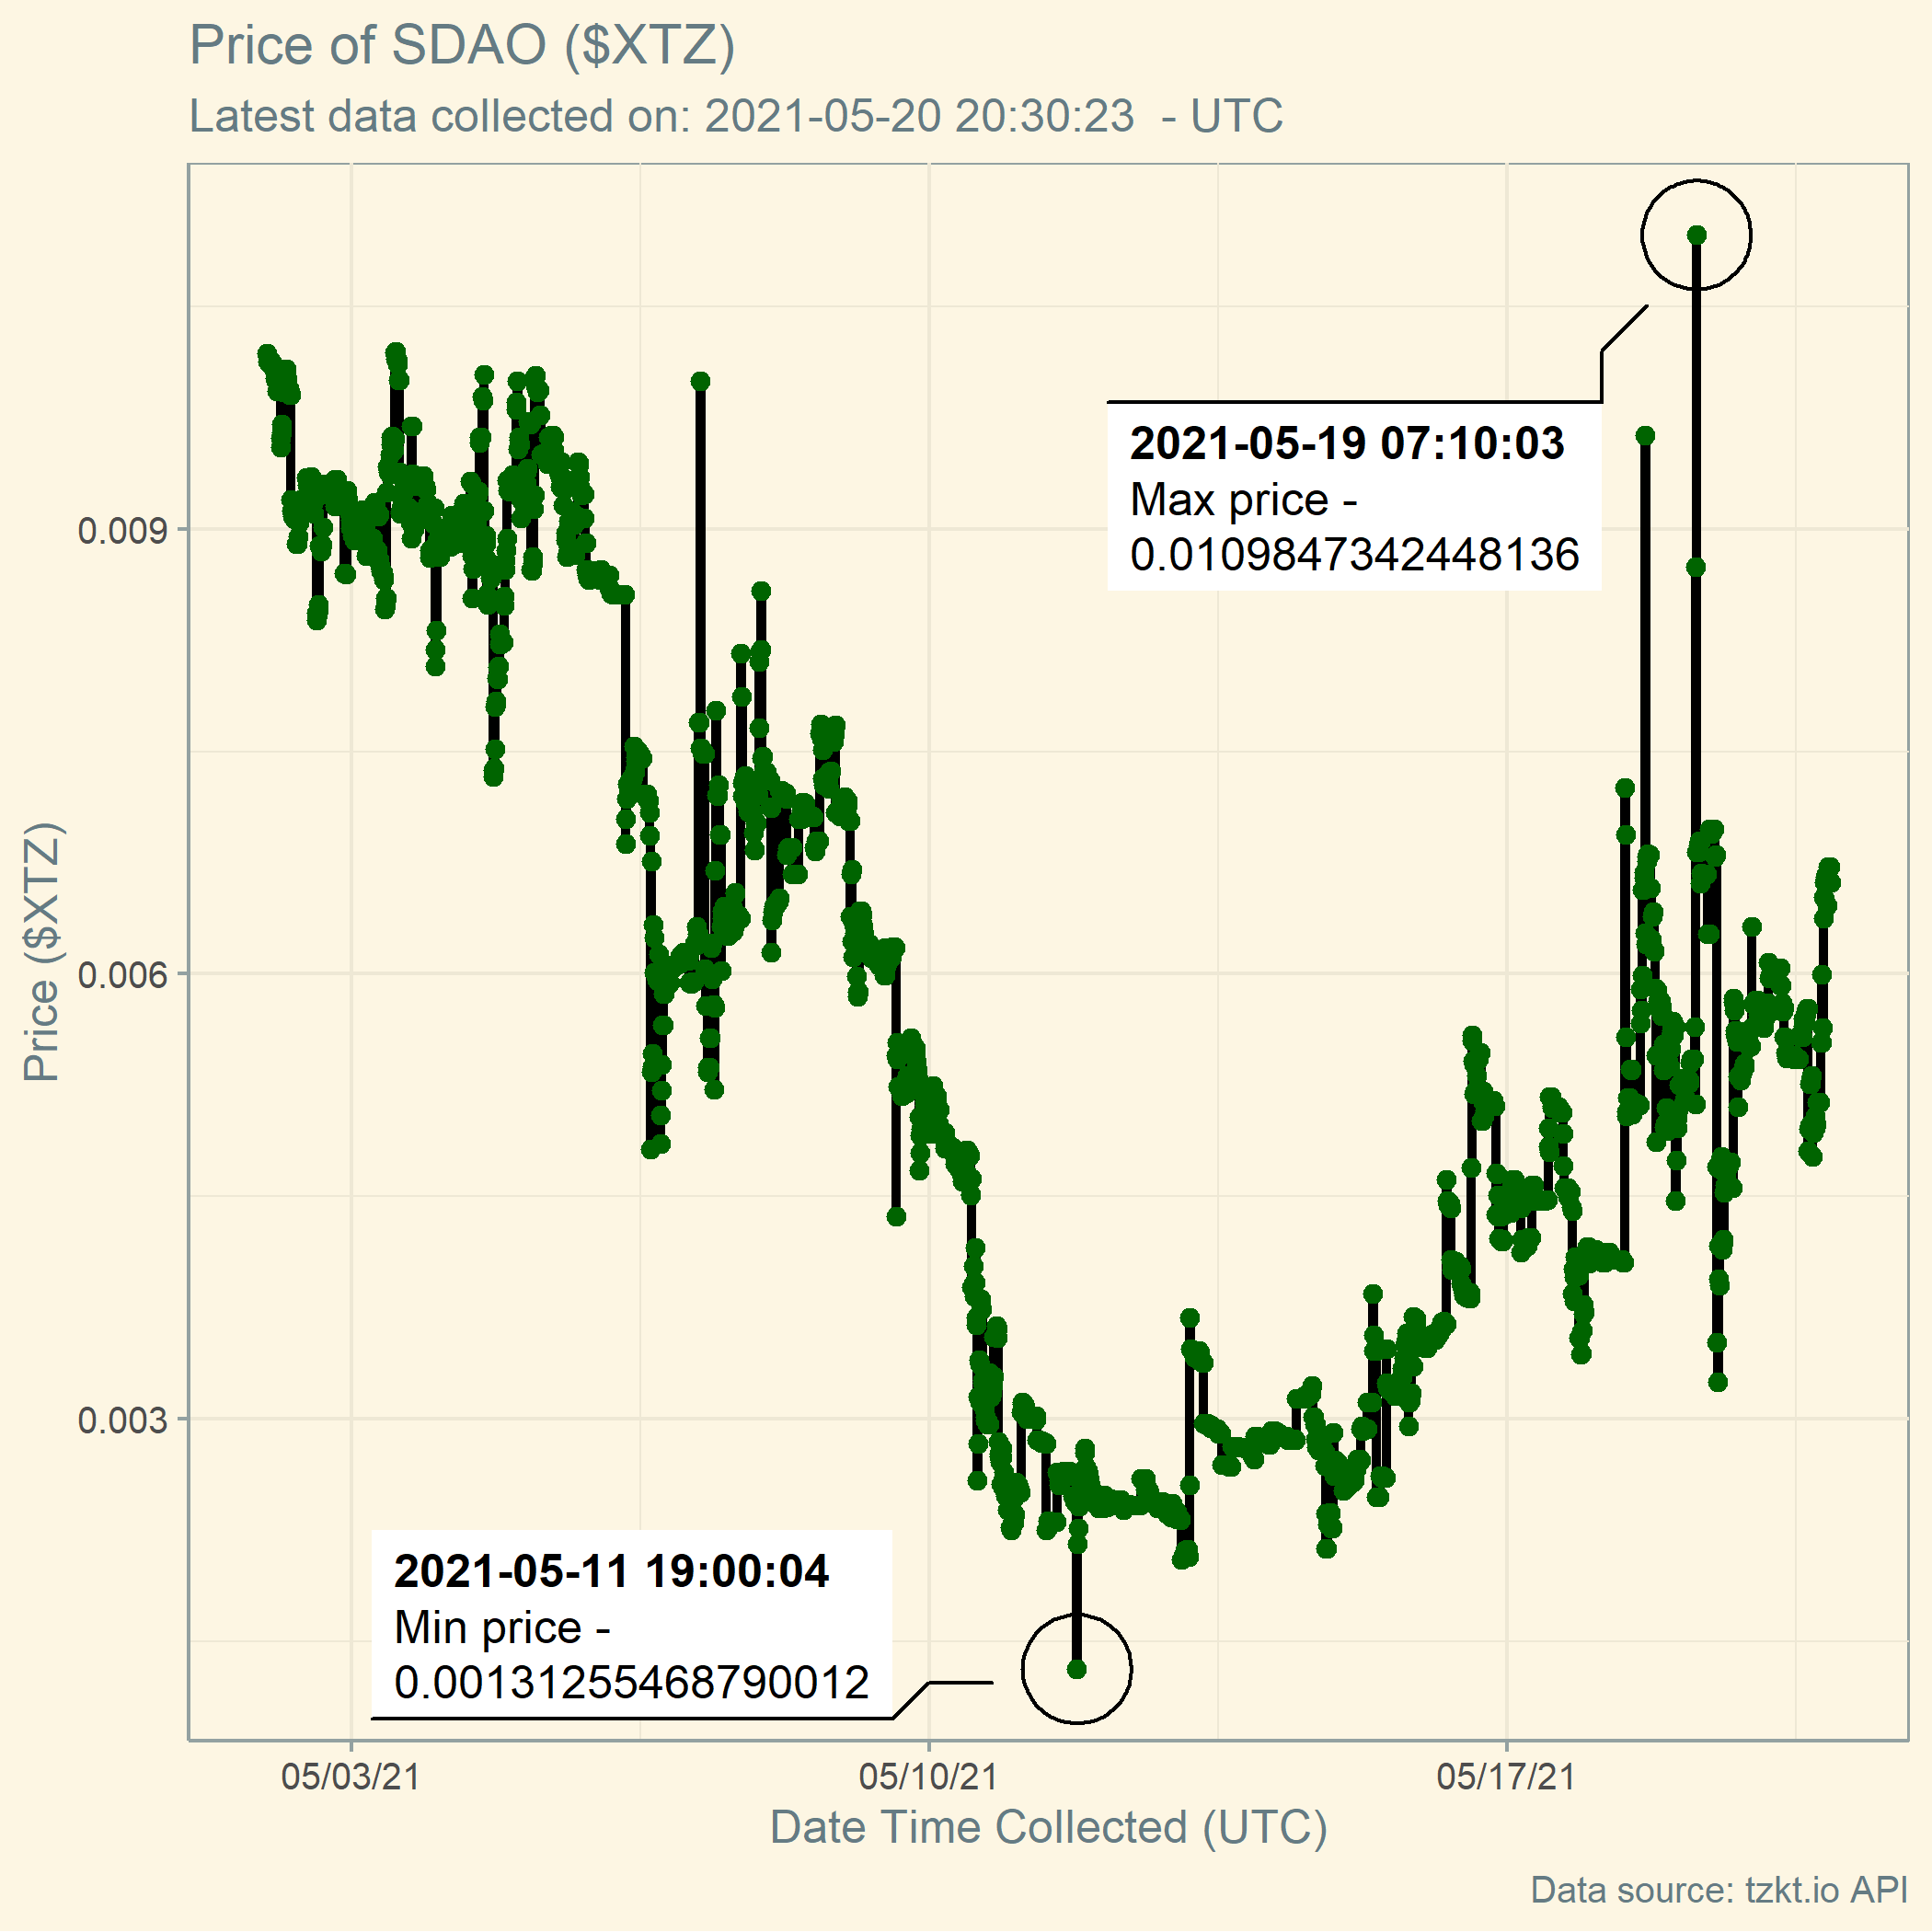 Price of SDAO ($XTZ)
Latest data collected on: 2021-05-20 20:30:23  - UTC
2021-05-19 07:10:03
Max price -
0.0109847342448136
0.009
0.006
0.003
Price ($XTZ)
2021-05-11 19:00:04
Min price -
0.00131255468790012
05/03/21
05/10/21
05/17/21
Date Time Collected (UTC)
Data source: tzkt.io API